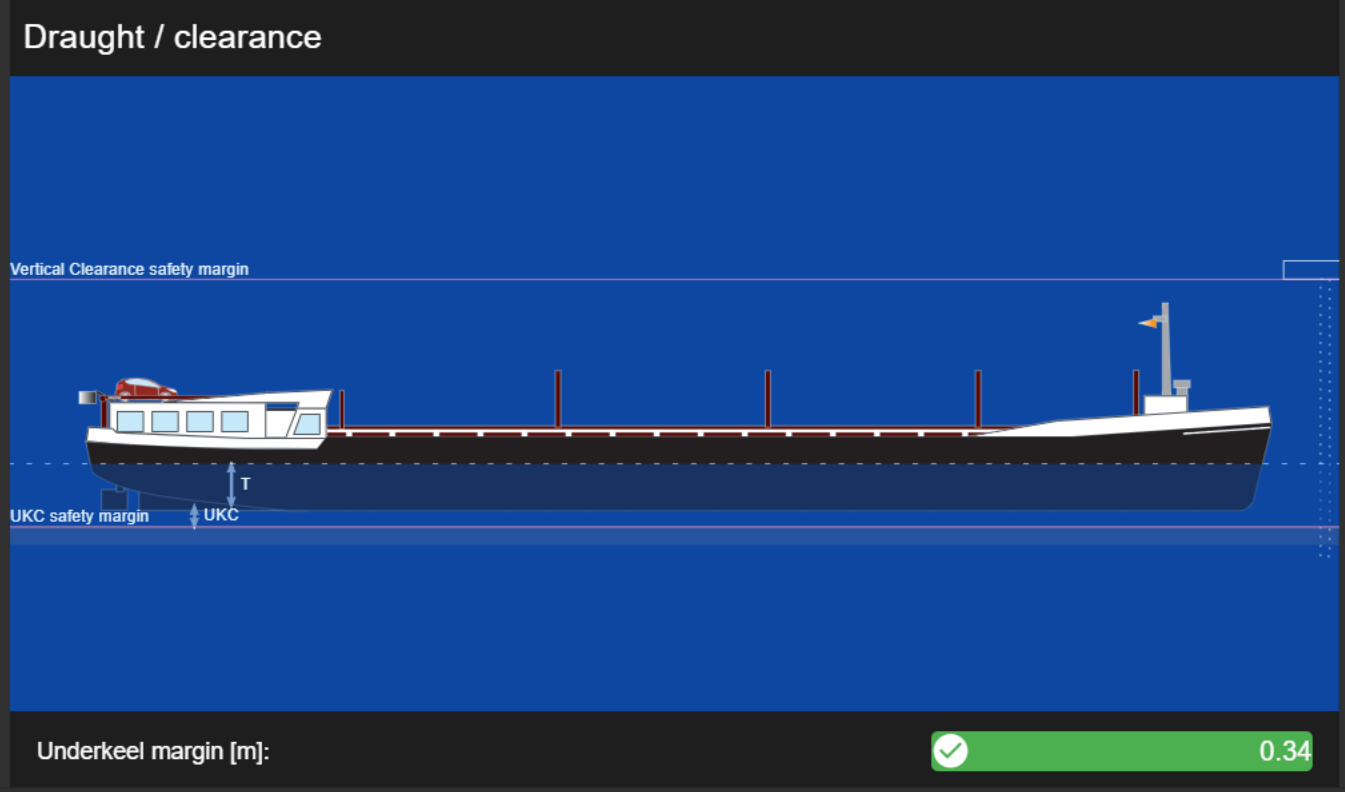 Draught / clearance
Vertical Clearance safety margin
T
UKC safety margin
UKC
Underkeel margin [m]:
0.34